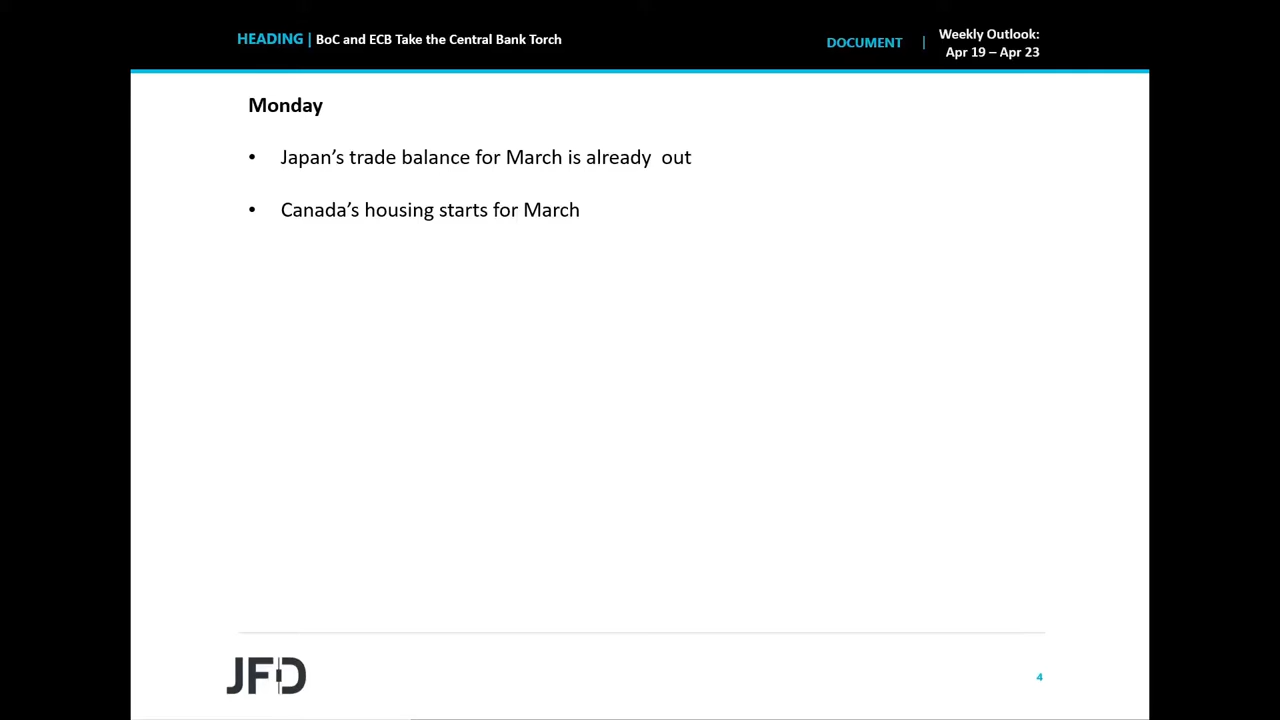 HEADING | BoC and ECB Take the Central Bank Torch
DOCUMENT | Weekly Outlook:
Apr 19 – Apr 23
Monday
• Japan’s trade balance for March is already  out
• Canada’s housing starts for March
JFD
4